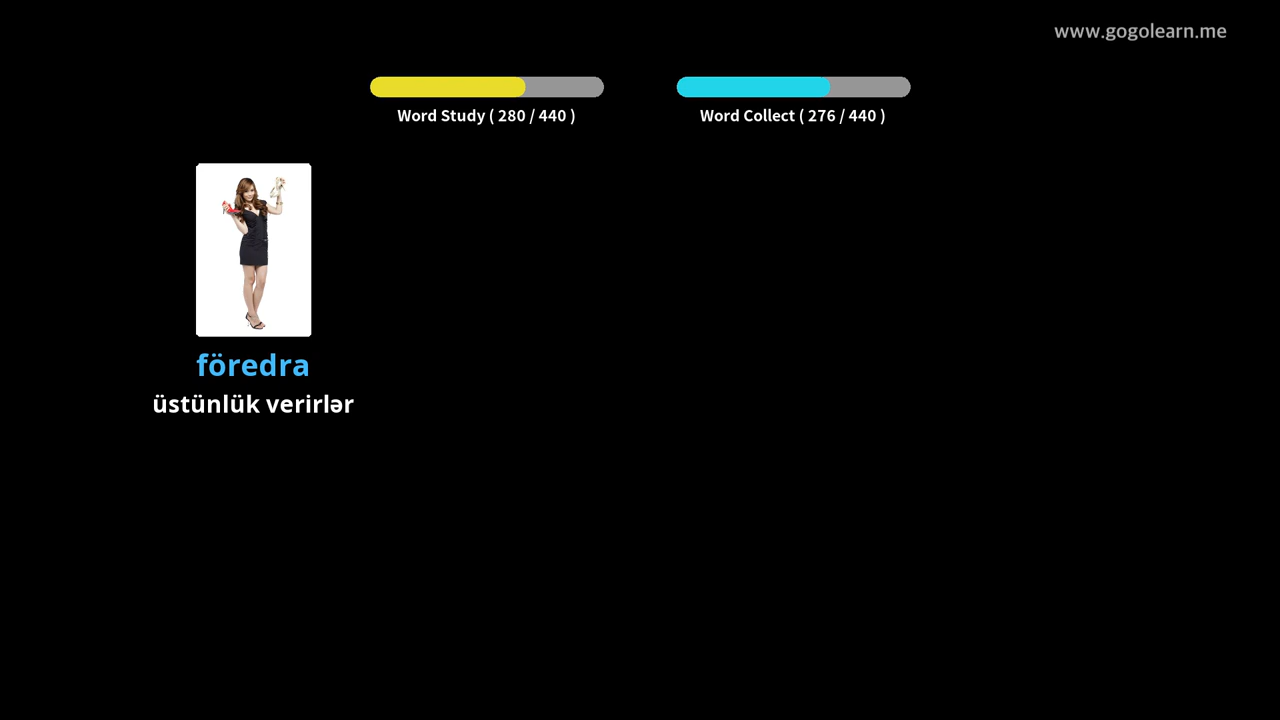 www.gogolearn.me
Word Study ( 280 / 440 )
Word Collect ( 276 / 440 )
föredra
üstünlük verirlər